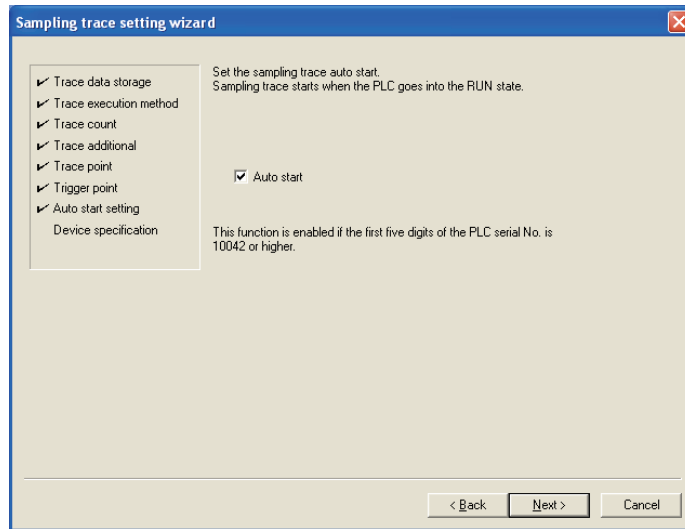 Sampling trace setting wizard
Trace data storage
Trace execution method
Trace count
Trace additional
Trace point
Trigger point
Auto start setting
Device specification
Set the sampling trace auto start.
Sampling trace starts when the PLC goes into the RUN state.
Auto start
This function is enabled if the first five digits of the PLC serial No. is
10042 or higher.
< Back
Next >
Cancel